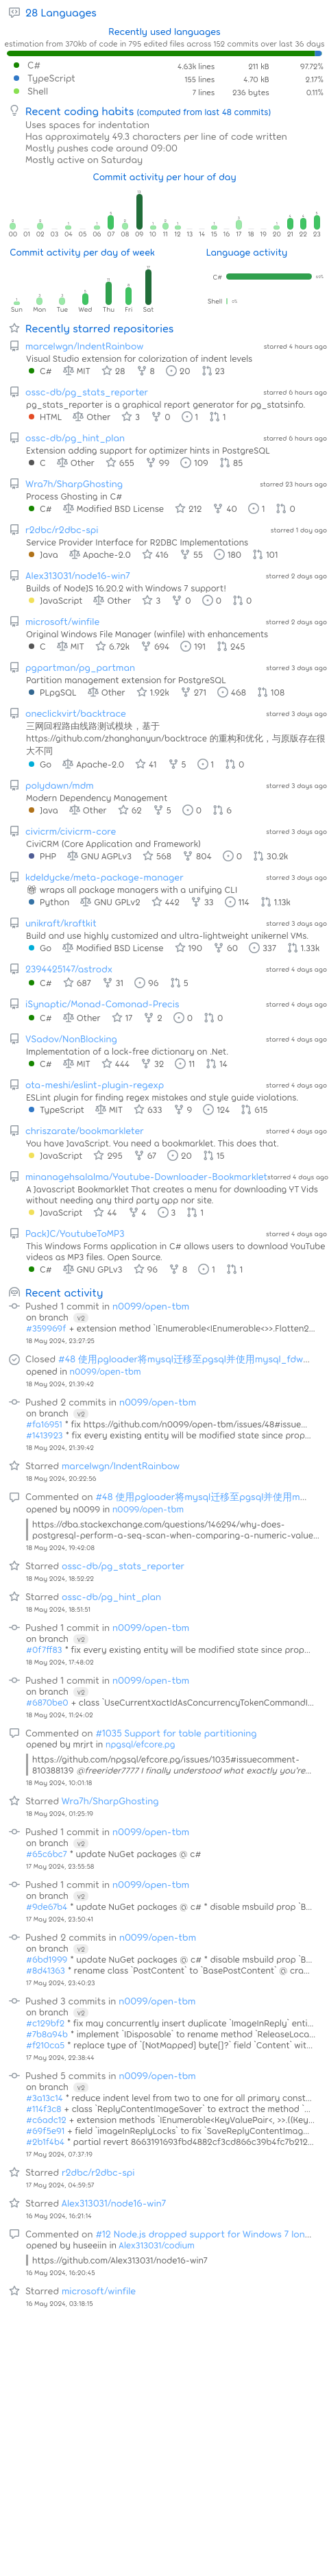 28 Languages
Recently used languages
estimation from 370kb of code in 795 edited files across 152 commits over last 36 days
C# 4.63k lines 211 kB 97.72%
TypeScript 155 lines 4.70 kB 2.17%
Shell 7 lines 236 bytes 0.11%
Recent coding habits (computed from last 48 commits)
Uses spaces for indentation
Has approximately 49.3 characters per line of code written
Mostly pushes code around 09:00
Mostly active on Saturday
Commit activity per hour of day
00 01 02 03 04 05 06 07 08 09 10 11 12 13 14 15 16 17 18 19 20 21 22 23
Commit activity per day of week
Language activity
C#
Shell
Sun Mon Tue Wed Thu Fri Sat
Recently starred repositories
marcelwgn/IndentRainbow starred 4 hours ago
Visual Studio extension for colorization of indent levels
C# MIT 28 8 20 23
ossc-db/pg_stats_reporter starred 6 hours ago
pg_stats_reporter is a graphical report generator for pg_statsinfo.
HTML Other 3 0 1 1
ossc-db/pg_hint_plan starred 6 hours ago
Extension adding support for optimizer hints in PostgreSQL
C Other 655 99 109 85
Wra7h/SharpGhosting starred 23 hours ago
Process Ghosting in C#
C# Modified BSD License 212 40 1 0
r2dbc/r2dbc-spi starred 1 day ago
Service Provider Interface for R2DBC Implementations
Java Apache-2.0 416 55 180 101
Alex313031/node16-win7 starred 2 days ago
Builds of NodeJS 16.20.2 with Windows 7 support!
JavaScript Other 3 0 0 0
microsoft/winfile starred 2 days ago
Original Windows File Manager (winfile) with enhancements
C MIT 6.72k 694 191 245
pgpartman/pg_partman starred 3 days ago
Partition management extension for PostgreSQL
PLpgSQL Other 1.92k 271 468 108
oneclickvirt/backtrace starred 3 days ago
三网回程路由线路测试模块，基于
https://github.com/zhanghanyun/backtrace 的重构和优化，与原版存在很
大不同
Go Apache-2.0 41 5 1 0
polydawn/mdm starred 3 days ago
Modern Dependency Management
Java Other 62 5 0 6
civicrm/civicrm-core starred 3 days ago
CiviCRM (Core Application and Framework)
PHP GNU AGPLv3 568 804 0 30.2k
kdeldycke/meta-package-manager starred 3 days ago
🎁 wraps all package managers with a unifying CLI
Python GNU GPLv2 442 33 114 1.13k
unikraft/kraftkit starred 3 days ago
Build and use highly customized and ultra-lightweight unikernel VMs.
Go Modified BSD License 190 60 337 1.33k
2394425147/astrodx starred 4 days ago
C# 687 31 96 5
iSynaptic/Monad-Comonad-Precis starred 4 days ago
C# Other 17 2 0 0
VSadov/NonBlocking starred 4 days ago
Implementation of a lock-free dictionary on .Net.
C# MIT 444 32 11 14
ota-meshi/eslint-plugin-regexp starred 4 days ago
ESLint plugin for finding regex mistakes and style guide violations.
TypeScript MIT 633 9 124 615
chriszarate/bookmarkleter starred 4 days ago
You have JavaScript. You need a bookmarklet. This does that.
JavaScript 295 67 20 15
minanagehsalalma/Youtube-Downloader-Bookmarklet starred 4 days ago
A Javascript Bookmarklet That creates a menu for downloading YT Vids
without needing any third party app nor site.
JavaScript 44 4 3 1
PackJC/YoutubeToMP3 starred 4 days ago
This Windows Forms application in C# allows users to download YouTube
videos as MP3 files. Open Source.
C# GNU GPLv3 96 8 1 1
Recent activity
Pushed 1 commit in n0099/open-tbm
on branch v2
#359969f + extension method `IEnumerable<IEnumerable<>>.Flatten2...
18 May 2024, 23:27:25
Closed #48 使用pgloader将mysql迁移至pgsql并使用mysql_fdw...
opened in n0099/open-tbm
18 May 2024, 21:39:42
Pushed 2 commits in n0099/open-tbm
on branch v2
#fa16951 * fix https://github.com/n0099/open-tbm/issues/48#issue...
#1413923 * fix every existing entity will be modified state since prop...
18 May 2024, 21:39:42
Starred marcelwgn/IndentRainbow
18 May 2024, 20:22:56
Commented on #48 使用pgloader将mysql迁移至pgsql并使用m...
opened by n0099 in n0099/open-tbm
https://dba.stackexchange.com/questions/146294/why-does-
postgresql-perform-a-seq-scan-when-comparing-a-numeric-value...
18 May 2024, 19:42:08
Starred ossc-db/pg_stats_reporter
18 May 2024, 18:52:22
Starred ossc-db/pg_hint_plan
18 May 2024, 18:51:51
Pushed 1 commit in n0099/open-tbm
on branch v2
#0f7ff83 * fix every existing entity will be modified state since prop...
18 May 2024, 17:48:02
Pushed 1 commit in n0099/open-tbm
on branch v2
#6870be0 + class `UseCurrentXactIdAsConcurrencyTokenCommandI...
18 May 2024, 11:24:02
Commented on #1035 Support for table partitioning
opened by mrjrt in npgsql/efcore.pg
https://github.com/npgsql/efcore.pg/issues/1035#issuecomment-
810388139 @freerider7777 I finally understood what exactly you're...
18 May 2024, 10:01:18
Starred Wra7h/SharpGhosting
18 May 2024, 01:25:19
Pushed 1 commit in n0099/open-tbm
on branch v2
#65c6bc7 * update NuGet packages @ c#
17 May 2024, 23:55:58
Pushed 1 commit in n0099/open-tbm
on branch v2
#9de67b4 * update NuGet packages @ c# * disable msbuild prop `B...
17 May 2024, 23:50:41
Pushed 2 commits in n0099/open-tbm
on branch v2
#6bd1999 * update NuGet packages @ c# * disable msbuild prop `B...
#8d41363 * rename class `PostContent` to `BasePostContent` @ cra...
17 May 2024, 23:40:23
Pushed 3 commits in n0099/open-tbm
on branch v2
#c129bf2 * fix may concurrently insert duplicate `ImageInReply` enti...
#7b8a94b * implement `IDisposable` to rename method `ReleaseLoca...
#f210ca5 * replace type of `[NotMapped] byte[]?` field `Content` wit...
17 May 2024, 22:38:44
Pushed 5 commits in n0099/open-tbm
on branch v2
#3a13c14 * reduce indent level from two to one for all primary const...
#114f3c8 + class `ReplyContentImageSaver` to extract the method `...
#c6adc12 + extension methods `IEnumerable<KeyValuePair<, >>.((Key...
#69f5e91 + field `imageInReplyLocks` to fix `SaveReplyContentImag...
#2b1f4b4 * partial revert 869391693fbd48826f3cd866c39b4fc7b212...
17 May 2024, 07:37:19
Starred r2dbc/r2dbc-spi
17 May 2024, 04:59:57
Starred Alex313031/node16-win7
16 May 2024, 16:21:14
Commented on #12 Node.js dropped support for Windows 7 lon...
opened by huseeiin in Alex313031/codium
https://github.com/Alex313031/node16-win7
16 May 2024, 16:20:45
Starred microsoft/winfile
16 May 2024, 03:18:15